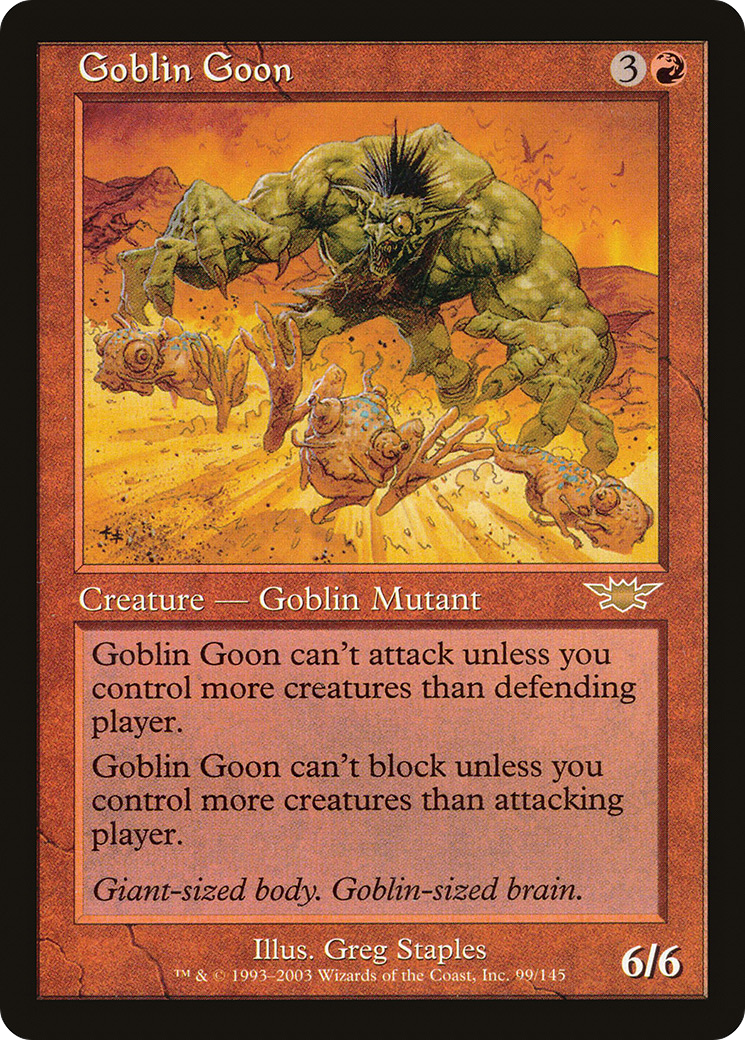 Goblin Goon 3
Creature — Goblin Mutant
Goblin Goon can't attack unless you
control more creatures than defending
player.
Goblin Goon can't block unless you
control more creatures than attacking
player.
Giant-sized body. Goblin-sized brain.
Illus. Greg Staples
™ & © 1993–2003 Wizards of the Coast, Inc. 99/145
6/6